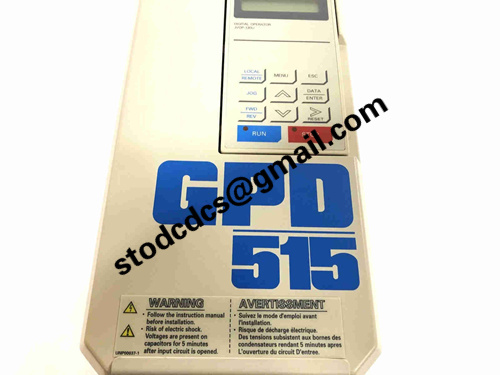 DIGITAL OPERATOR
LOCAL
REMOTE
MENU
ESC
JOG
DATA
ENTER
FWD
REV
RESET
RUN
stodcdcs@gmail.com
GPD
515
WARNING
• Follow the instruction manual
before installation.
• Risk of electric shock.
• Voltages are present on
capacitors for 5 minutes
after input circuit is opened.
AVERTISSMENT
• Suivez le mode d'emploi avant
l'installation.
• Risque de décharge électrique.
• Des tensions subsistent aux bornes des
condensateurs rendant 5 minutes après
L'ouverture du circuit D'entree.